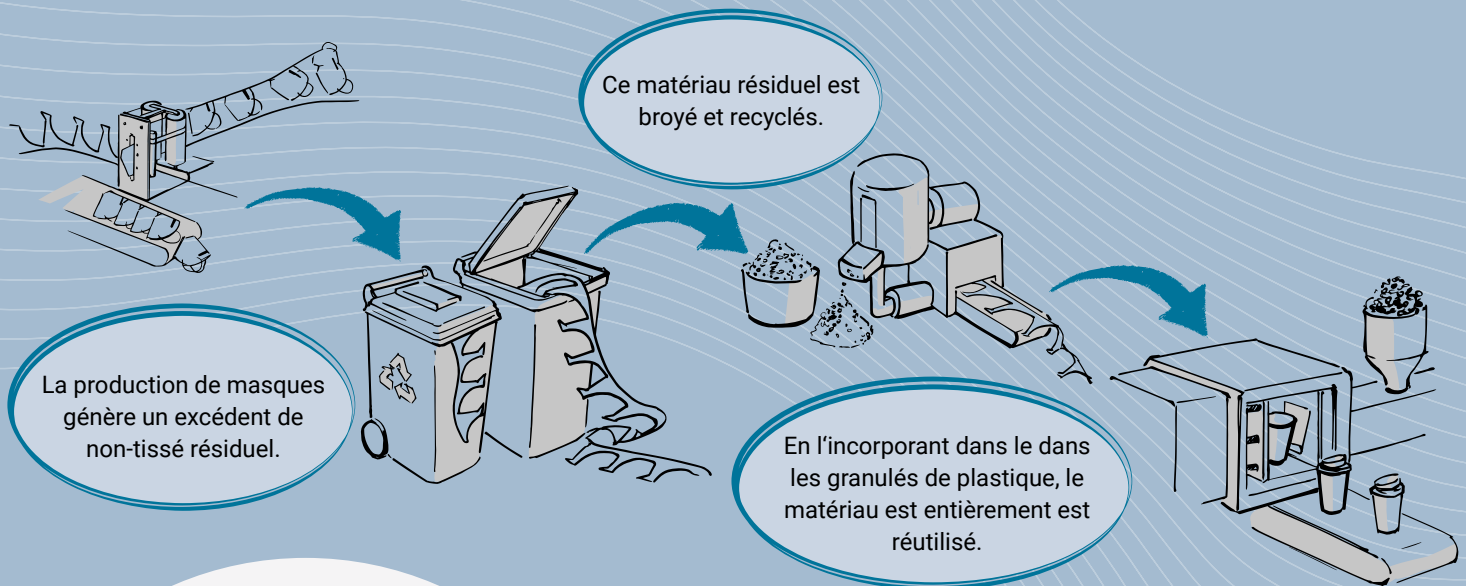 Ce matériau résiduel est
broyé et recyclés.
La production de masques
génère un excédent de
non-tissé résiduel.
En l‘incorporant dans le dans
les granulés de plastique, le
matériau est entièrement est
réutilisé.